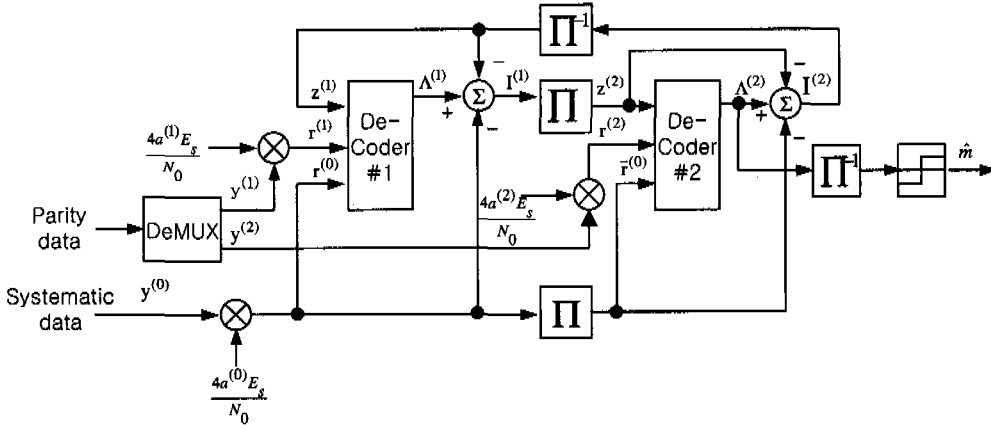 Π⁻¹
z⁽¹⁾
Λ⁽¹⁾
−
Σ
I⁽¹⁾
+
−
Π
z⁽²⁾
Λ⁽²⁾
−
Σ
I⁽²⁾
+
−
De-
Coder
#1
r⁽¹⁾
r⁽⁰⁾
4a⁽¹⁾E_s
N₀
y⁽¹⁾
De-
Coder
#2
r⁽²⁾
r̄⁽⁰⁾
4a⁽²⁾E_s
N₀
Π⁻¹
m̂
Parity
data
DeMUX
y⁽²⁾
Systematic
data
y⁽⁰⁾
Π
4a⁽⁰⁾E_s
N₀